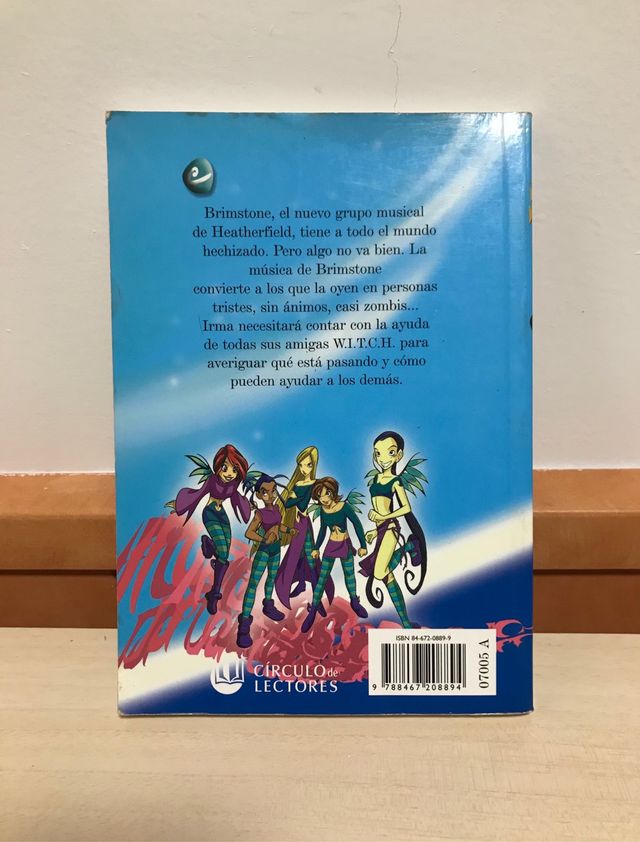 Brimstone, el nuevo grupo musical
de Heatherfield, tiene a todo el mundo
hechizado. Pero algo no va bien. La
música de Brimstone
convierte a los que la oyen en personas
tristes, sin ánimos, casi zombis...
Irma necesitará contar con la ayuda
de todas sus amigas W.I.T.C.H. para
averiguar qué está pasando y cómo
pueden ayudar a los demás.
CÍRCULO de
LECTORES
ISBN 84-672-0889-9
9 788467 208894
07005 A